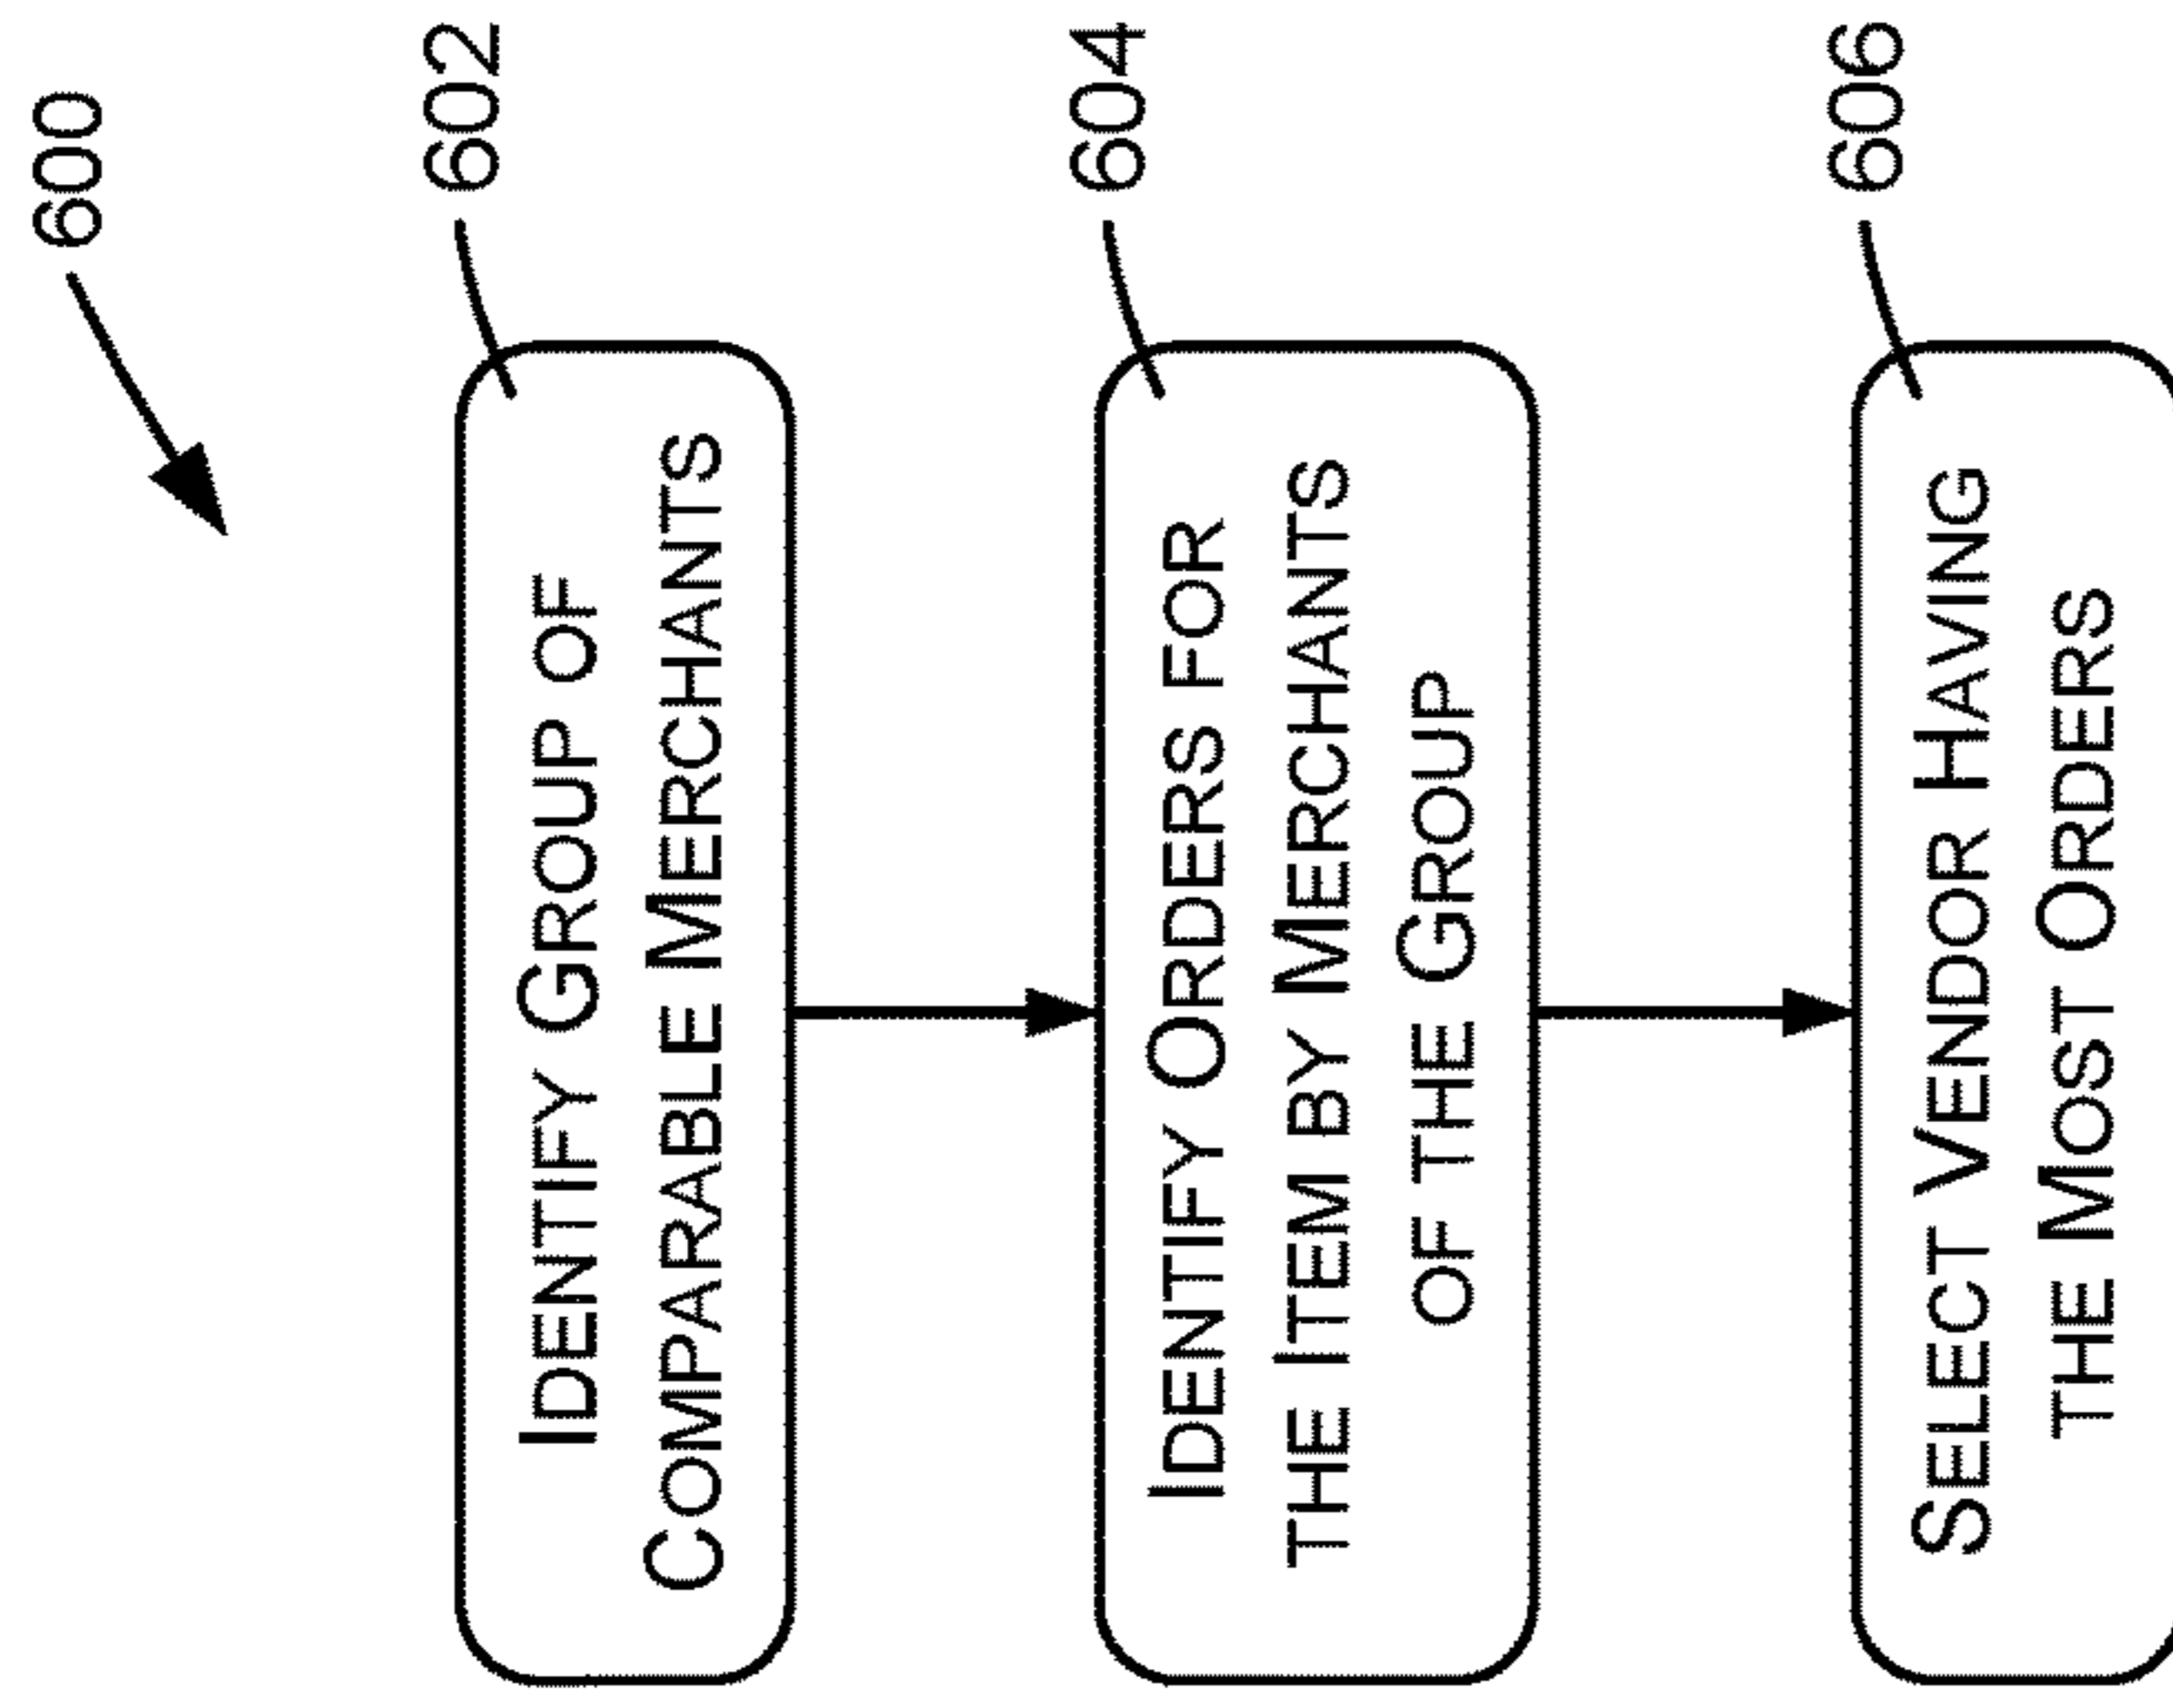 600
602
IDENTIFY GROUP OF
COMPARABLE MERCHANTS
604
IDENTIFY ORDERS FOR
THE ITEM BY MERCHANTS
OF THE GROUP
606
SELECT VENDOR HAVING
THE MOST ORDERS